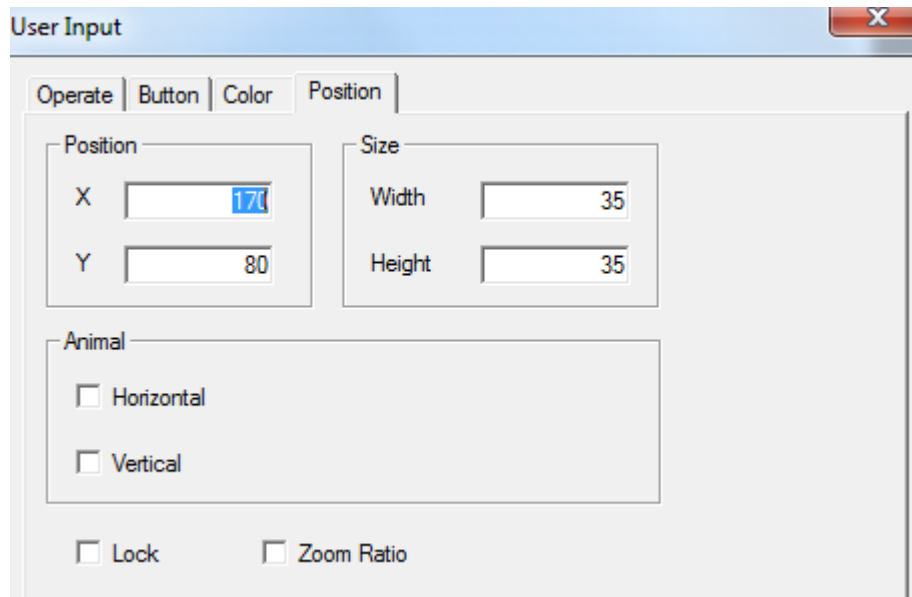 User Input
Operate Button Color Position
Position
X 170
Y 80
Size
Width 35
Height 35
Animal
Horizontal
Vertical
Lock Zoom Ratio